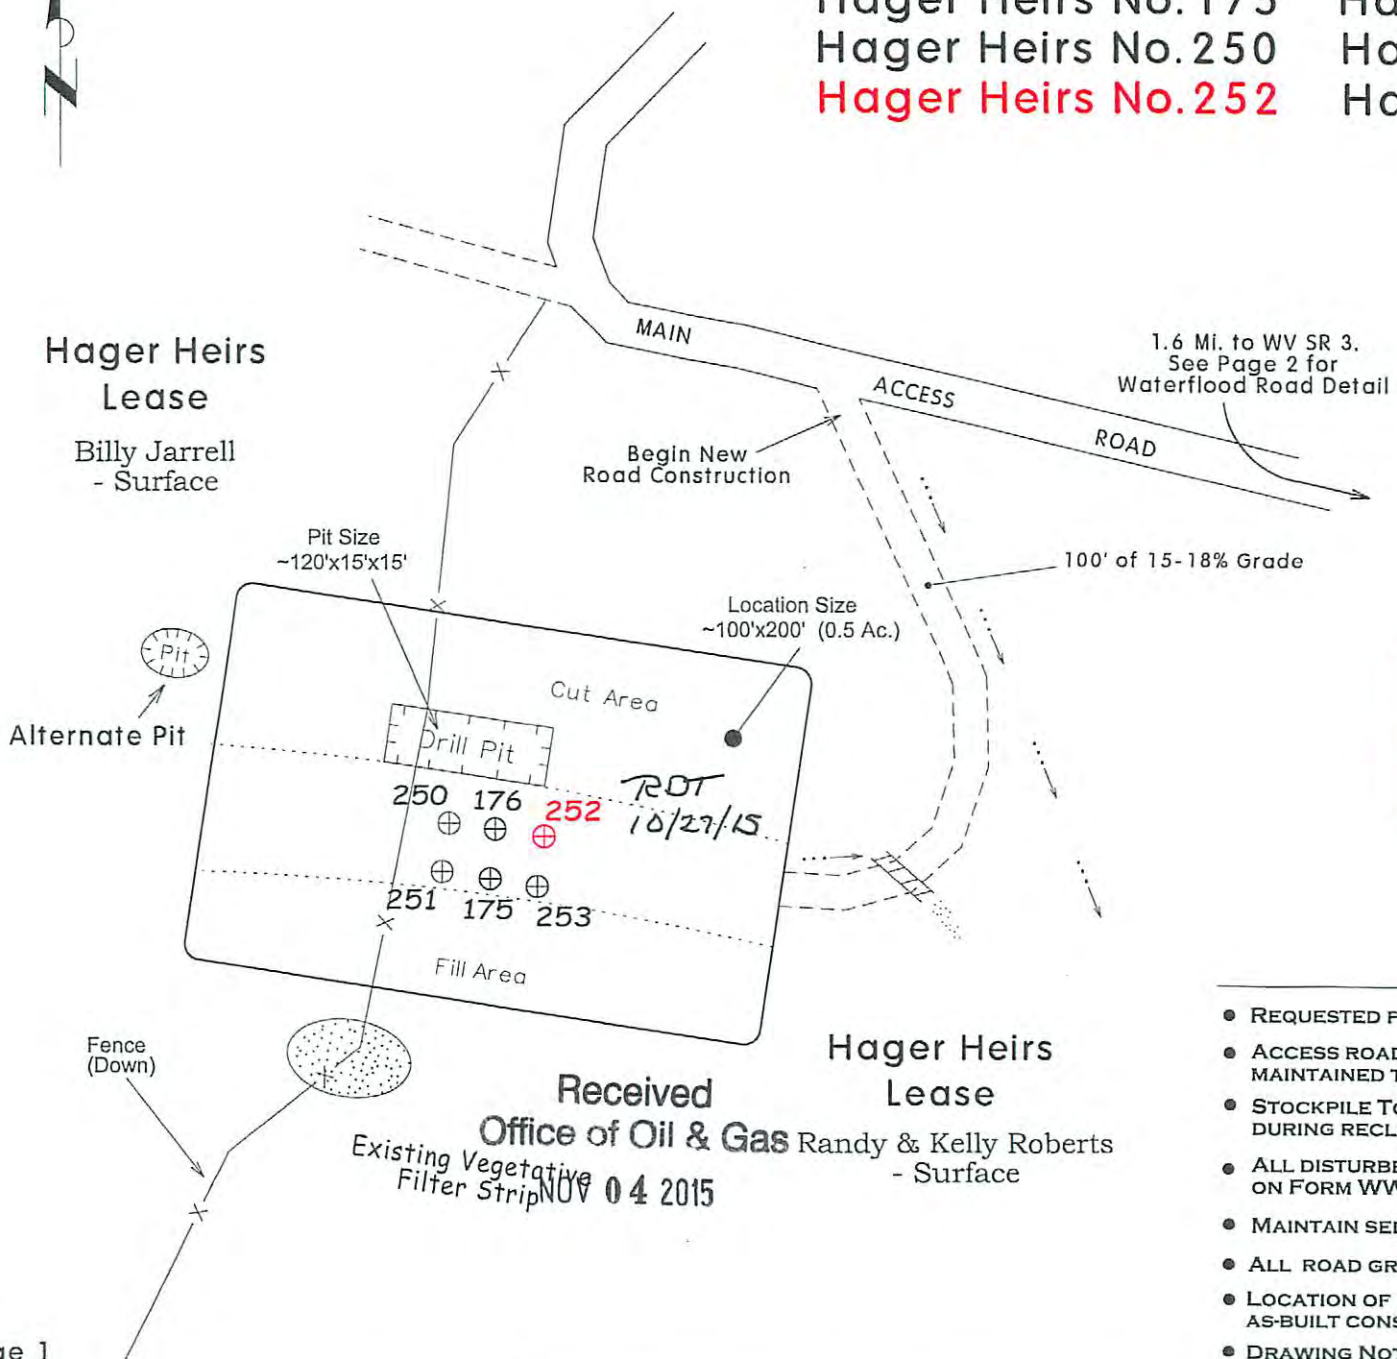 Hager Heirs No.175
Hager Heirs No.250
Hager Heirs No.252
MAIN
ACCESS
ROAD
1.6 Mi. to WV SR 3.
See Page 2 for
Waterflood Road Detail
Hager Heirs
Lease
Billy Jarrell
- Surface
Begin New
Road Construction
100' of 15-18% Grade
Pit Size
~120'x15'x15'
Location Size
~100'x200' (0.5 Ac.)
Pit
Alternate Pit
Cut Area
Drill Pit
250 176 252
RDT
10/27/15
251 175 253
Fill Area
Fence
(Down)
Hager Heirs
Lease
Randy & Kelly Roberts
- Surface
Received
Office of Oil & Gas
NOV 04 2015
Existing Vegetative
Filter Strip
REQUESTED
ACCESS ROAD
MAINTAINED
STOCKPILE
DURING
ALL
ON FORM
MAINTAIN
ALL ROAD
LOCATION OF
AS-BUILT
DRAWING
1